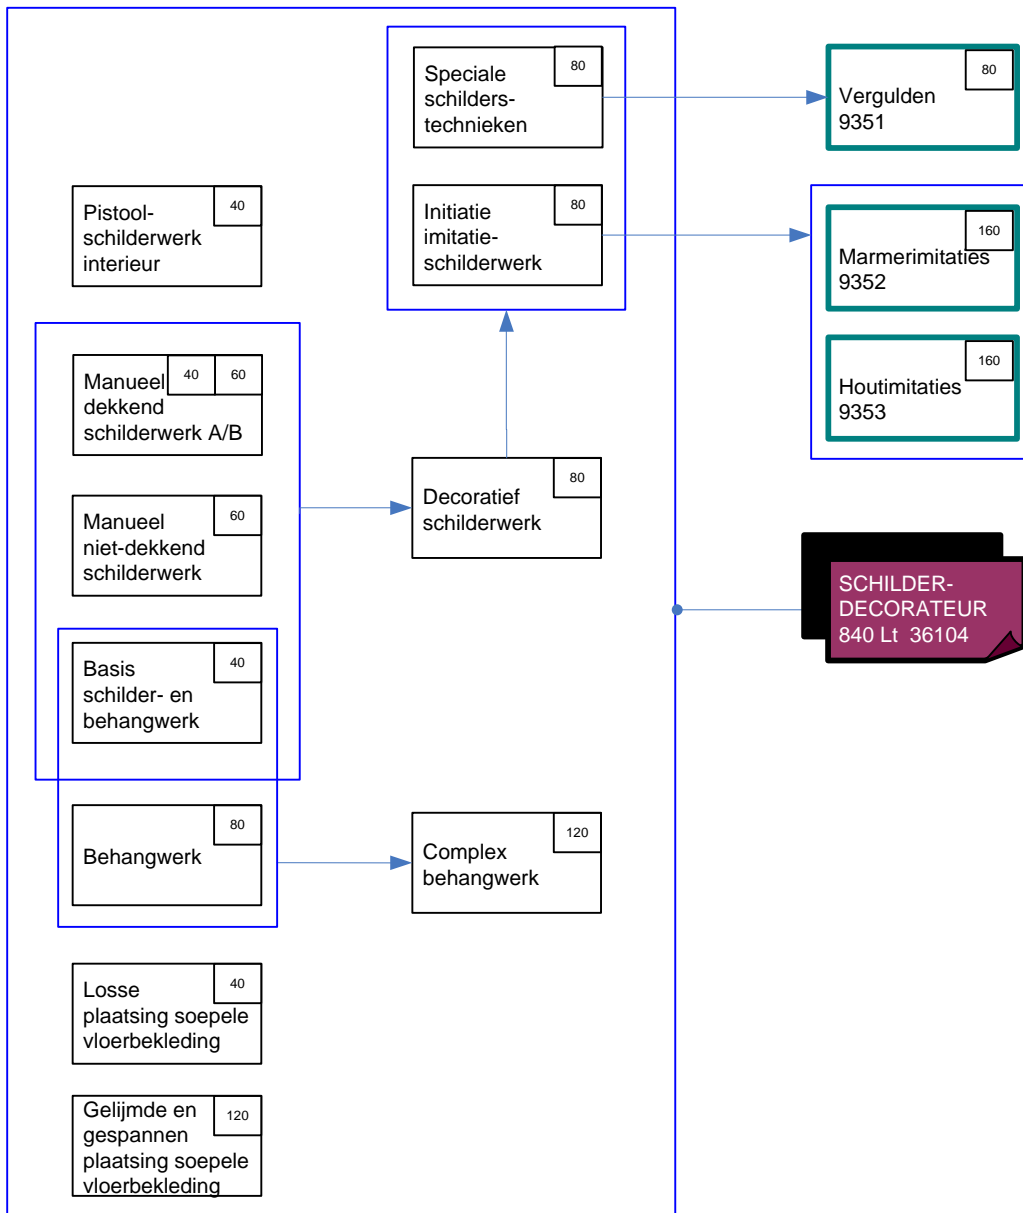 Speciale
schilders-
technieken
80
Vergulden
9351
80
Pistool-
schilderwerk
interieur
40
Initiatie
imitatie-
schilderwerk
80
Marmerimitaties
9352
160
Manueel
dekkend
schilderwerk A/B
40
60
Houtimitaties
9353
160
Manueel
niet-dekkend
schilderwerk
60
Decoratief
schilderwerk
80
SCHILDER-
DECORATEUR
840 Lt 36104
Basis
schilder- en
behangwerk
40
Behangwerk
80
Complex
behangwerk
120
Losse
plaatsing soepele
vloerbekleding
40
Gelijmde en
gespannen
plaatsing soepele
vloerbekleding
120